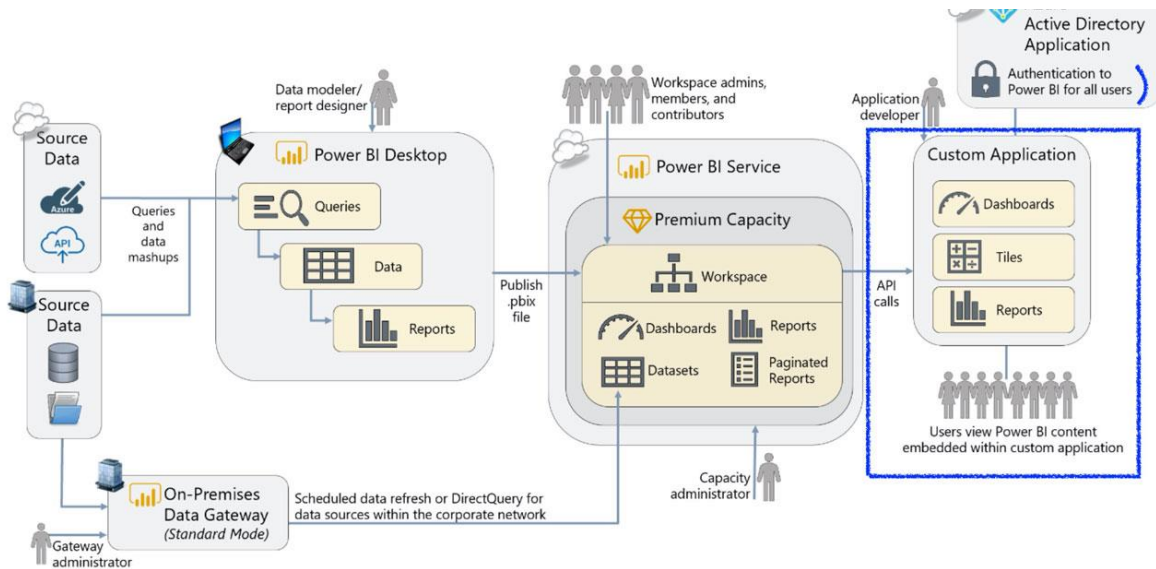 Active Directory
Application
Authentication to
Power BI for all users
Data modeler/
report designer
Workspace admins,
members, and
contributors
Application
developer
Source
Data
Azure
API
Queries
and
data
mashups
Source
Data
Power BI Desktop
Queries
Data
Reports
Publish
.pbix
file
Power BI Service
Premium Capacity
Workspace
Dashboards
Reports
Datasets
Paginated
Reports
API
calls
Custom Application
Dashboards
Tiles
Reports
Users view Power BI content
embedded within custom application
Capacity
administrator
On-Premises
Data Gateway
(Standard Mode)
Scheduled data refresh or DirectQuery for
data sources within the corporate network
Gateway
administrator